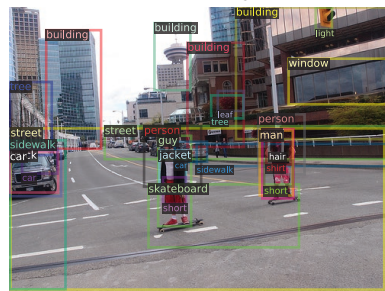 building
building
building
light
building
window
tree
leaf
tree
person
street
street
person
man
sidewalk
guy
car:k
jacket
hair
car
sidewalk
shirt
skateboard
short
short